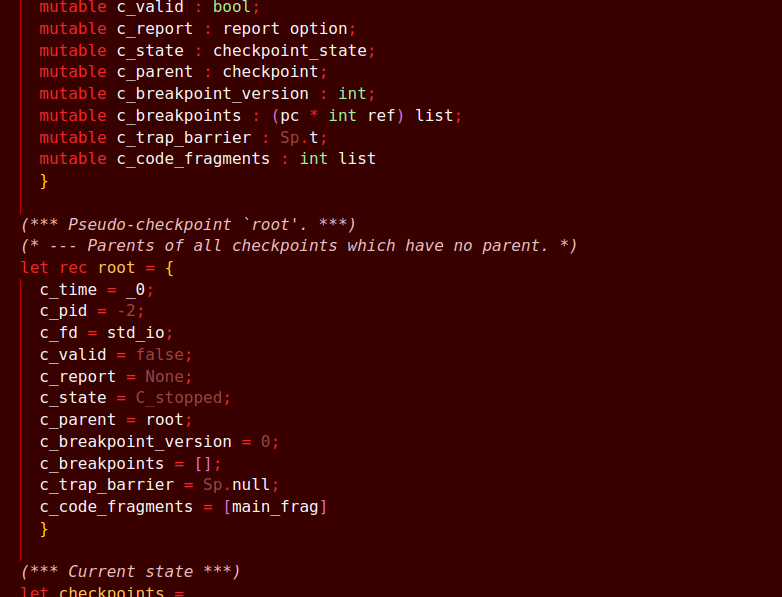 mutable c_valid : bool;
mutable c_report : report option;
mutable c_state : checkpoint_state;
mutable c_parent : checkpoint;
mutable c_breakpoint_version : int;
mutable c_breakpoints : (pc * int ref) list;
mutable c_trap_barrier : Sp.t;
mutable c_code_fragments : int list
}
(*** Pseudo-checkpoint `root'. ***)
(* --- Parents of all checkpoints which have no parent. *)
let rec root = {
c_time = _0;
c_pid = -2;
c_fd = std_io;
c_valid = false;
c_report = None;
c_state = C_stopped;
c_parent = root;
c_breakpoint_version = 0;
c_breakpoints = [];
c_trap_barrier = Sp.null;
c_code_fragments = [main_frag]
}
(*** Current state ***)
let checkpoints =